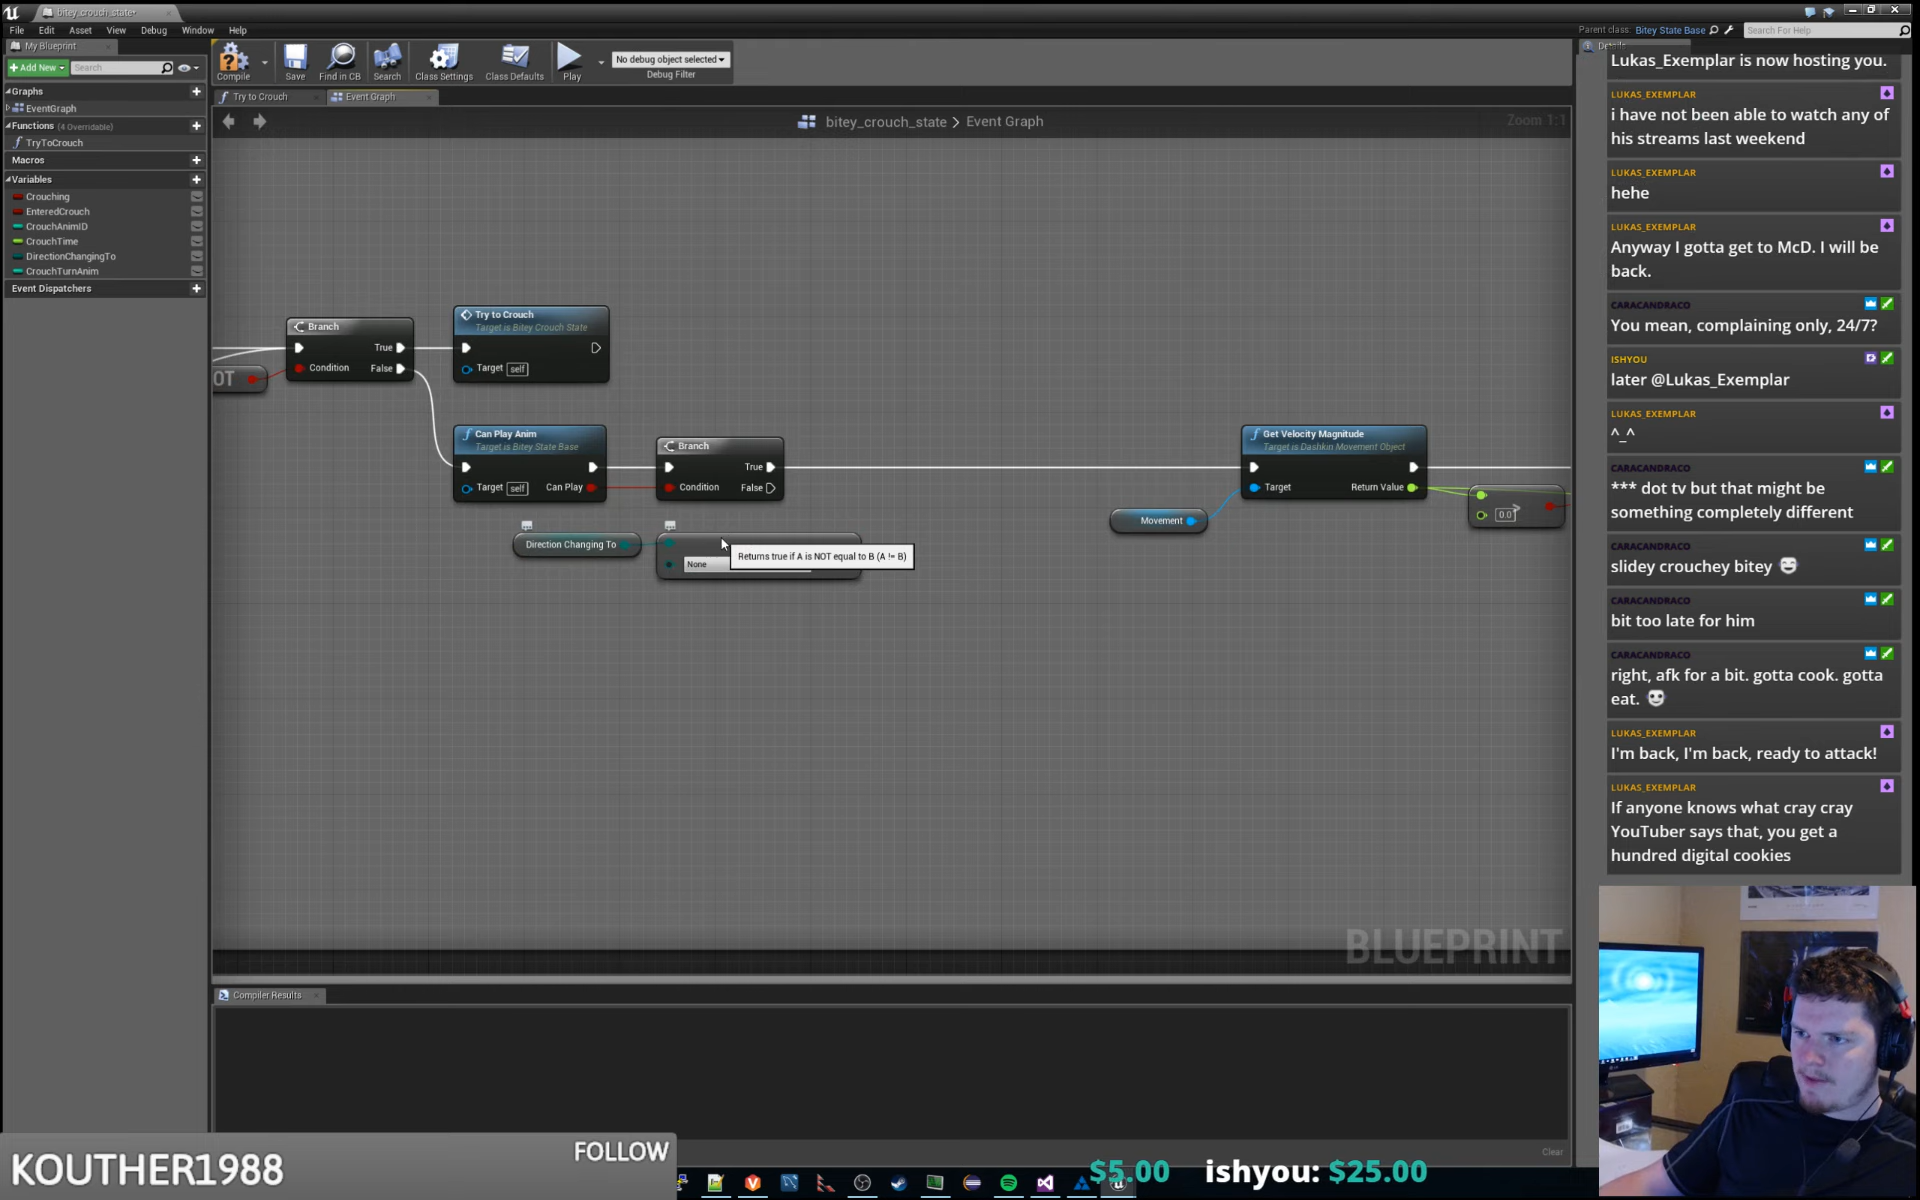 bitey_crouch_state*
File Edit Asset View Window Help
Parent class: Bitey State Base
Search For Help
My Blueprint
Add New
Search
Compile
Save
Find in CB
Search
Class Settings
Class Defaults
Play
No debug object selected
Debug Filter
Details
Graphs
EventGraph
Functions (4 Overridable)
TryToCrouch
Macros
Variables
Crouching
EnteredCrouch
CrouchAnimID
CrouchTime
DirectionChangingTo
CrouchTurnAnim
Event Dispatchers
Try to Crouch
Event Graph
bitey_crouch_state > Event Graph
Zoom 1:1
OT
Branch
True
Condition
False
Try to Crouch
Target is Bitey Crouch State
Target self
Can Play Anim
Target is Bitey State Base
Target self
Can Play
Branch
True
Condition
False
Direction Changing To
None
Returns true if A is NOT equal to B (A != B)
Movement
Get Velocity Magnitude
Target is Dashkin Movement Object
Target
Return Value
0.0
>
BLUEPRINT
Compiler Results
Clear
Lukas_Exemplar is now hosting you.
LUKAS_EXEMPLAR
i have not been able to watch any of
his streams last weekend
LUKAS_EXEMPLAR
hehe
LUKAS_EXEMPLAR
Anyway I gotta get to McD. I will be
back.
CARACANDRACO
You mean, complaining only, 24/7?
ISHYOU
later @Lukas_Exemplar
LUKAS_EXEMPLAR
^_^
CARACANDRACO
*** dot tv but that might be
something completely different
CARACANDRACO
slidey crouchey bitey
CARACANDRACO
bit too late for him
CARACANDRACO
right, afk for a bit. gotta cook. gotta
eat.
LUKAS_EXEMPLAR
I'm back, I'm back, ready to attack!
LUKAS_EXEMPLAR
If anyone knows what cray cray
YouTuber says that, you get a
hundred digital cookies
KOUTHER1988
FOLLOW
$5.00 ishyou: $25.00